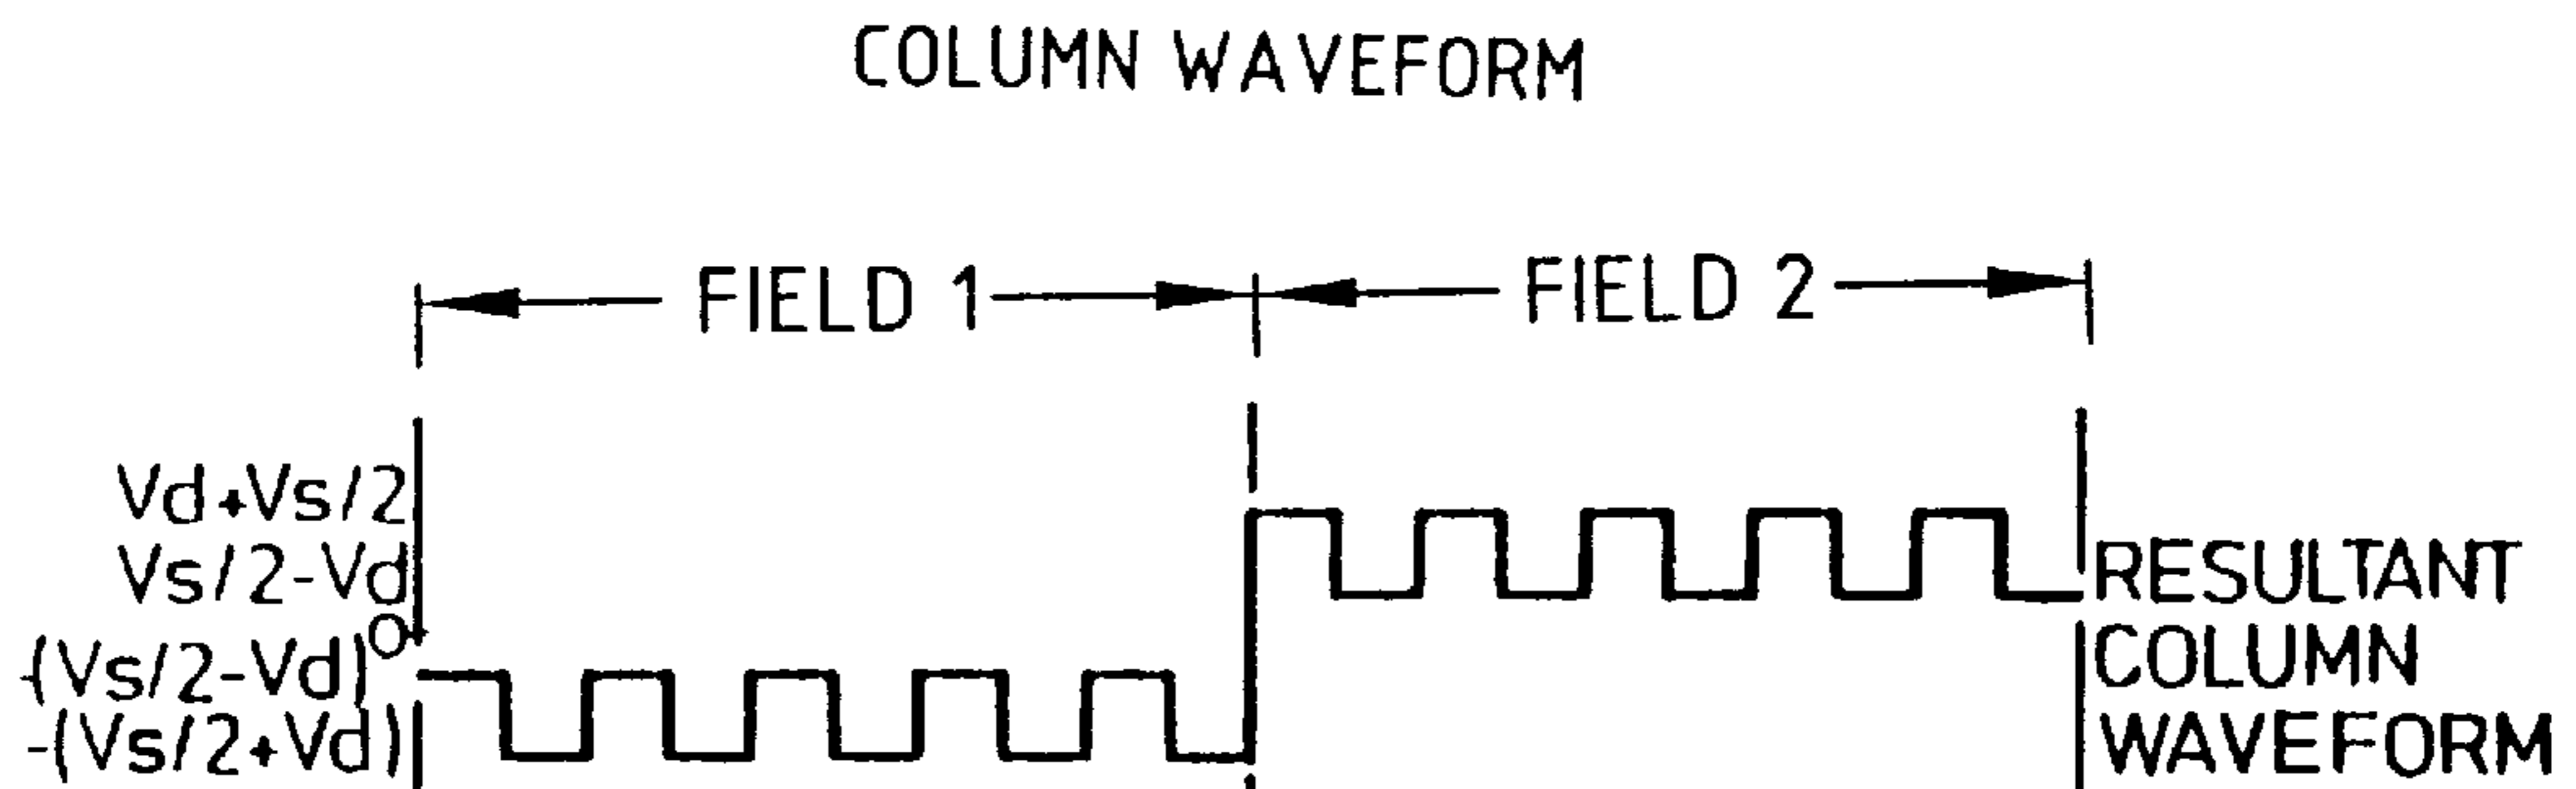 COLUMN WAVEFORM
FIELD 1 FIELD 2
Vd+Vs/2
Vs/2-Vd
0
-(Vs/2-Vd)
-(Vs/2+Vd)
RESULTANT
COLUMN
WAVEFORM